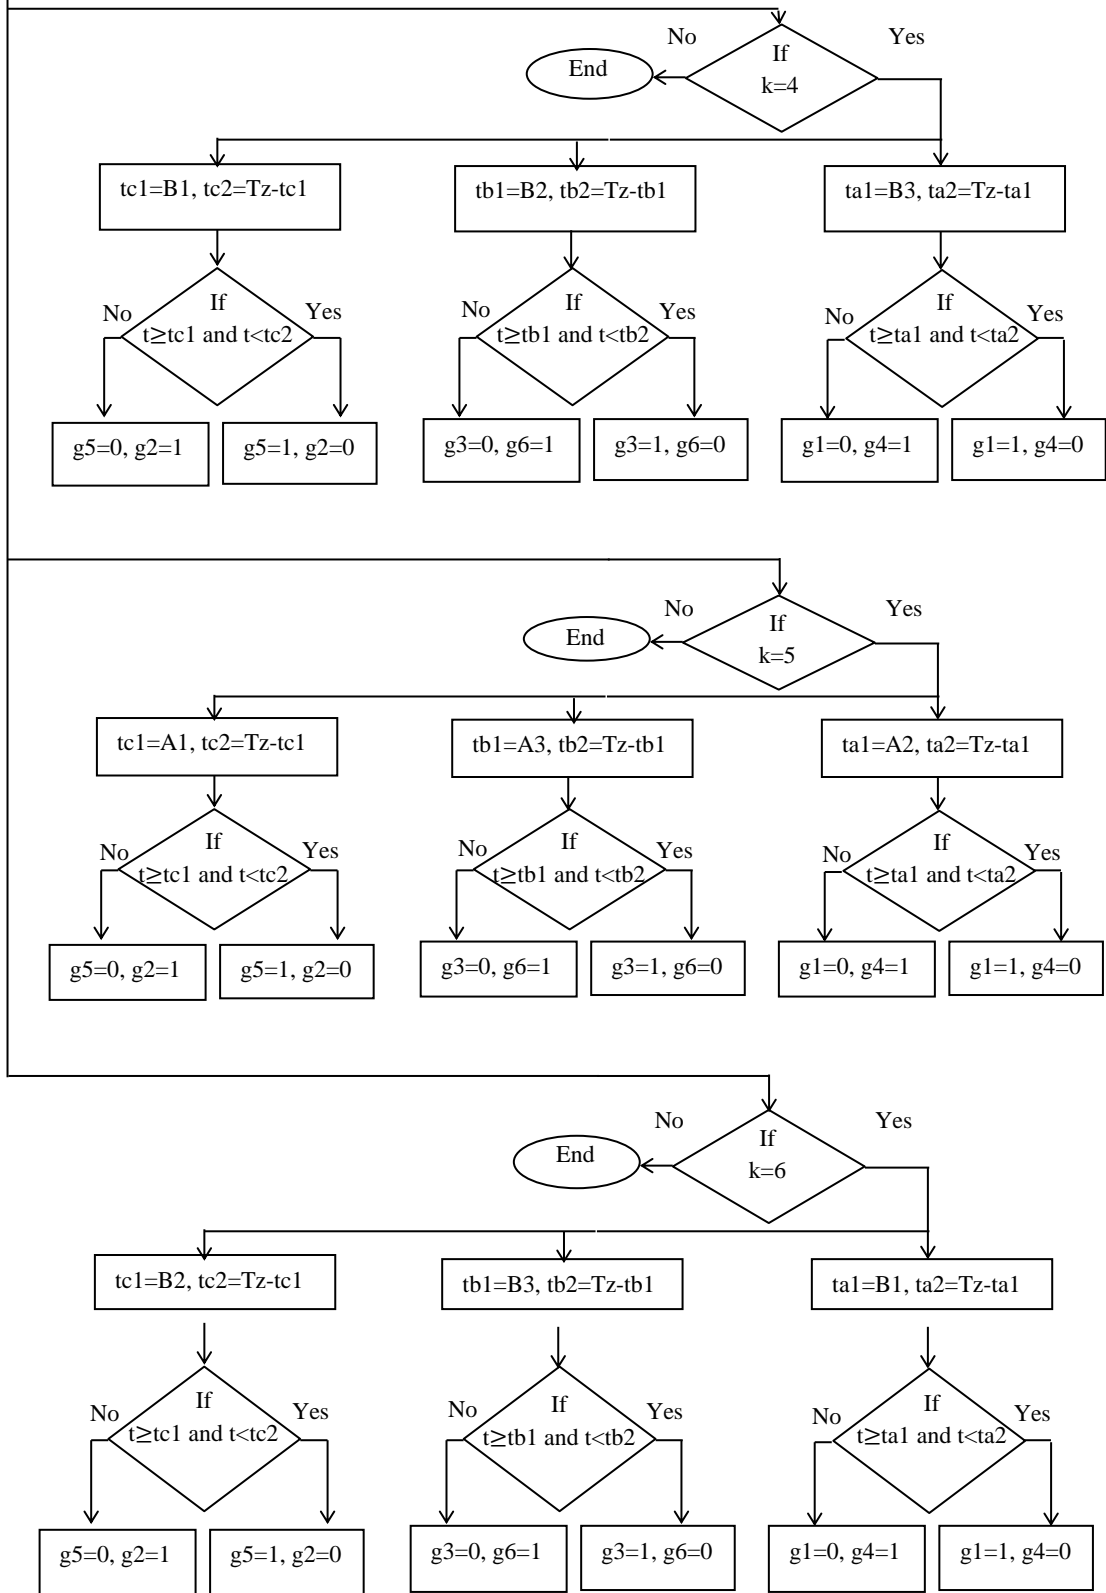 No
Yes
If
End
k=4
tc1=B1, tc2=Tz-tc1
tb1=B2, tb2=Tz-tb1
ta1=B3, ta2=Tz-ta1
No
If
Yes
t≥tc1 and t<tc2
No
If
Yes
t≥tb1 and t<tb2
No
If
Yes
t≥ta1 and t<ta2
g5=0, g2=1
g5=1, g2=0
g3=0, g6=1
g3=1, g6=0
g1=0, g4=1
g1=1, g4=0
No
Yes
If
End
k=5
tc1=A1, tc2=Tz-tc1
tb1=A3, tb2=Tz-tb1
ta1=A2, ta2=Tz-ta1
No
If
Yes
t≥tc1 and t<tc2
No
If
Yes
t≥tb1 and t<tb2
No
If
Yes
t≥ta1 and t<ta2
g5=0, g2=1
g5=1, g2=0
g3=0, g6=1
g3=1, g6=0
g1=0, g4=1
g1=1, g4=0
No
Yes
If
End
k=6
tc1=B2, tc2=Tz-tc1
tb1=B3, tb2=Tz-tb1
ta1=B1, ta2=Tz-ta1
No
If
Yes
t≥tc1 and t<tc2
No
If
Yes
t≥tb1 and t<tb2
No
If
Yes
t≥ta1 and t<ta2
g5=0, g2=1
g5=1, g2=0
g3=0, g6=1
g3=1, g6=0
g1=0, g4=1
g1=1, g4=0